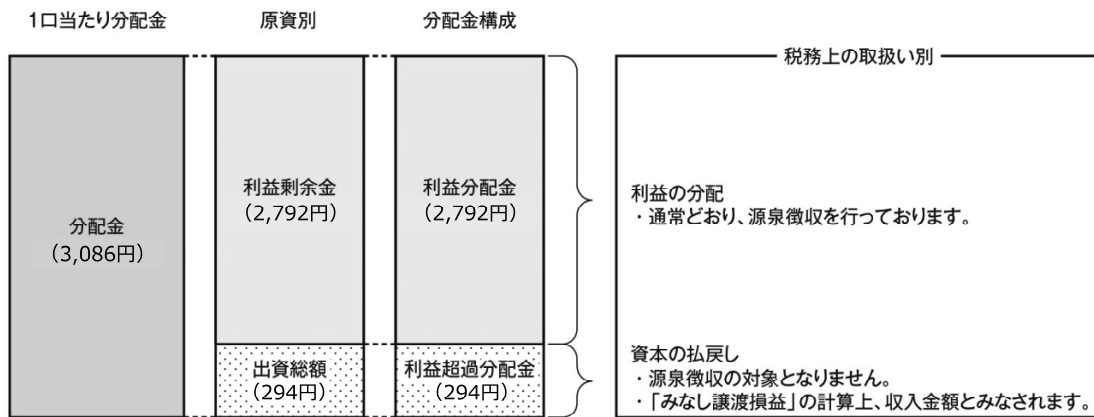 1口当たり分配金
原資別
分配金構成
税務上の取扱い別
分配金
（3,086円）
利益剰余金
（2,792円）
利益分配金
（2,792円）
利益の分配
・通常どおり、源泉徴収を行っております。
出資総額
（294円）
利益超過分配金
（294円）
資本の払戻し
・源泉徴収の対象となりません。
・「みなし譲渡損益」の計算上、収入金額とみなされます。